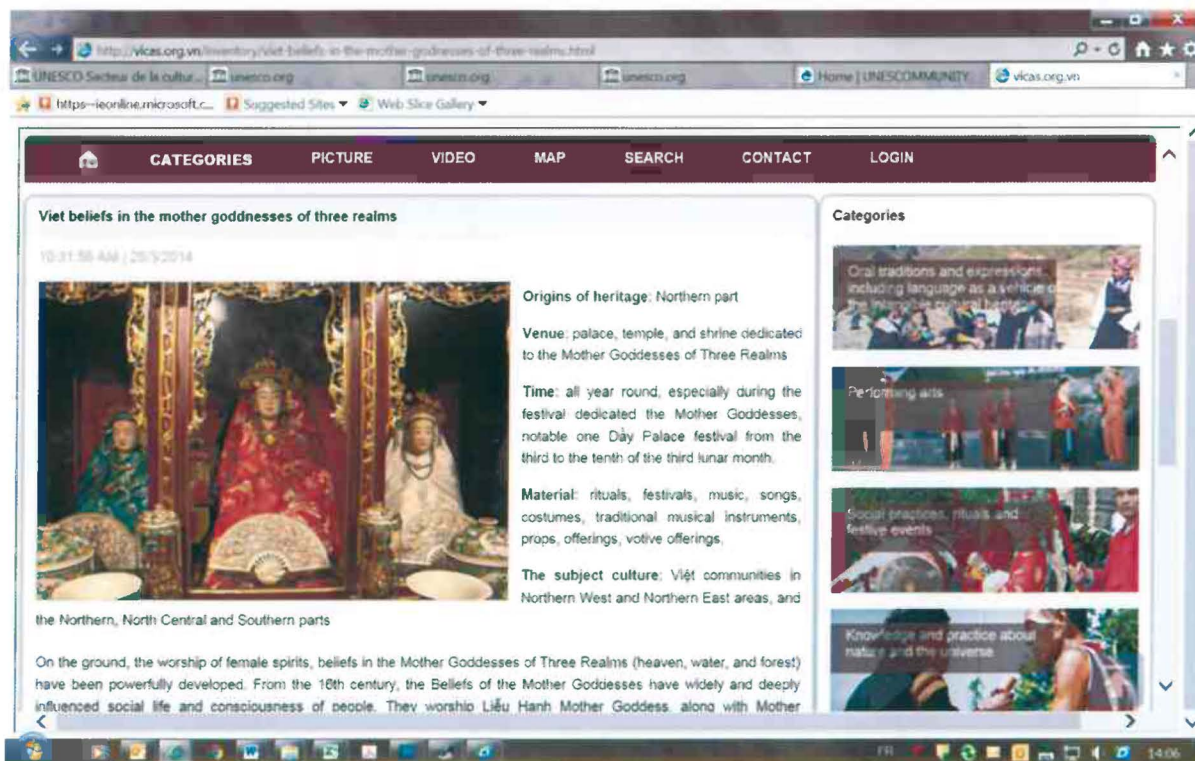 http://vicas.org.vn/inventory/viet-beliefs-in-the-mother-godnesses-of-three-realms.html
UNESCO Secteur de la cultur... unesco.org unesco.org unesco.org Home | UNESCOMMUNITY vicas.org.vn
https--ieonline.microsoft.c... Suggested Sites Web Slice Gallery
CATEGORIES PICTURE VIDEO MAP SEARCH CONTACT LOGIN
Viet beliefs in the mother goddnesses of three realms
Origins of heritage: Northern part
Venue: palace, temple, and shrine dedicated
to the Mother Goddesses of Three Realms
Time: all year round, especially during the
festival dedicated the Mother Goddesses,
notable one Dầy Palace festival from the
third to the tenth of the third lunar month.
Material: rituals, festivals, music, songs,
costumes, traditional musical instruments,
props, offerings, votive offerings,
The subject culture: Việt communities in
Northern West and Northern East areas, and
the Northern, North Central and Southern parts
On the ground, the worship of female spirits, beliefs in the Mother Goddesses of Three Realms (heaven, water, and forest)
have been powerfully developed. From the 16th century, the Beliefs of the Mother Goddesses have widely and deeply
influenced social life and consciousness of people. They worship Liễu Hạnh Mother Goddess, along with Mother
Categories
Oral traditions and expressions,
including language as a vehicle of
the intangible cultural heritage
Performing arts
Social practices, rituals and
festive events
Knowledge and practice about
nature and the universe
FR 14:06